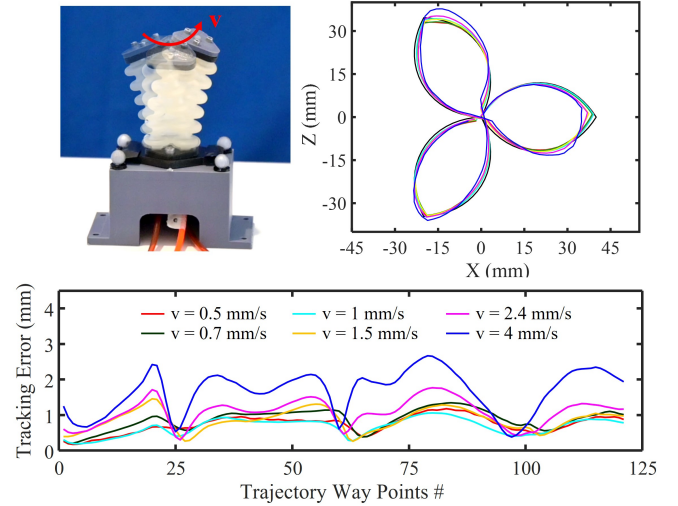 v
Z (mm)
30
15
0
-15
-30
-45 -30 -15 0 15 30 45
X (mm)
Tracking Error (mm)
4
3
2
1
0
v = 0.5 mm/s v = 1 mm/s v = 2.4 mm/s
v = 0.7 mm/s v = 1.5 mm/s v = 4 mm/s
0 25 50 75 100 125
Trajectory Way Points #